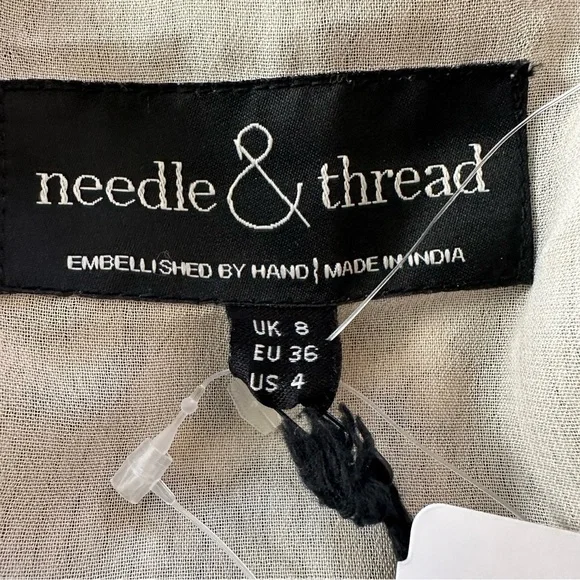 needle & thread
EMBELLISHED BY HAND | MADE IN INDIA
UK 8
EU 36
US 4